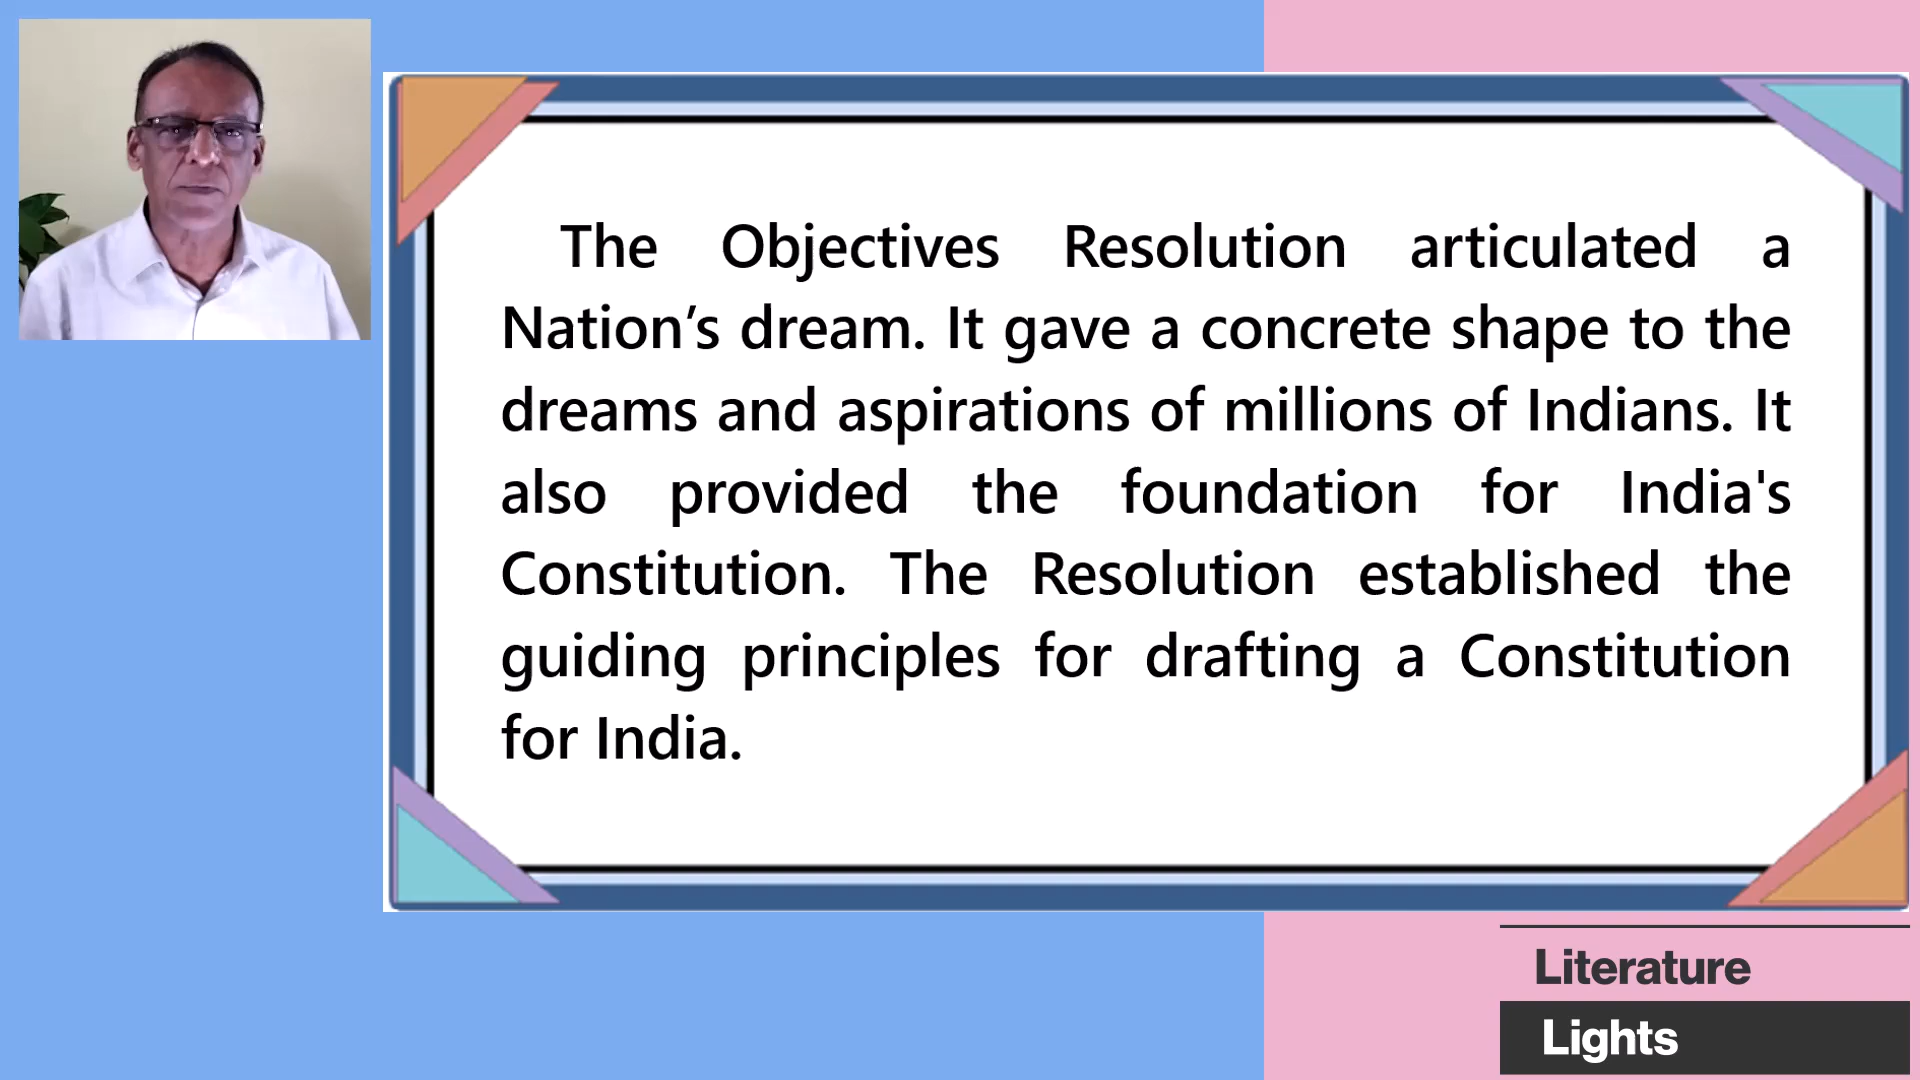 The Objectives Resolution articulated a
Nation’s dream. It gave a concrete shape to the
dreams and aspirations of millions of Indians. It
also provided the foundation for India's
Constitution. The Resolution established the
guiding principles for drafting a Constitution
for India.
Literature
Lights